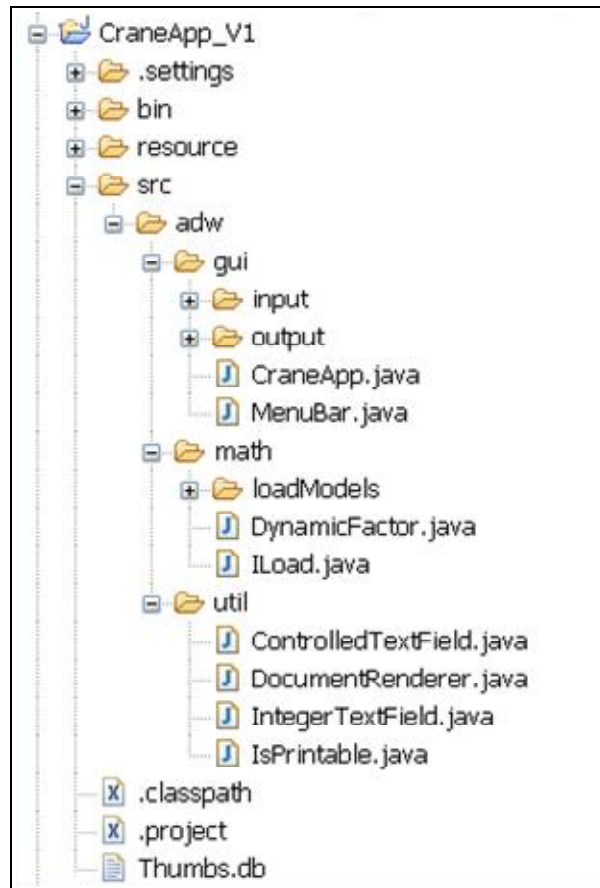 CraneApp_V1
.settings
bin
resource
src
adw
gui
input
output
CraneApp.java
MenuBar.java
math
loadModels
DynamicFactor.java
ILoad.java
util
ControlledTextField.java
DocumentRenderer.java
IntegerTextField.java
IsPrintable.java
.classpath
.project
Thumbs.db